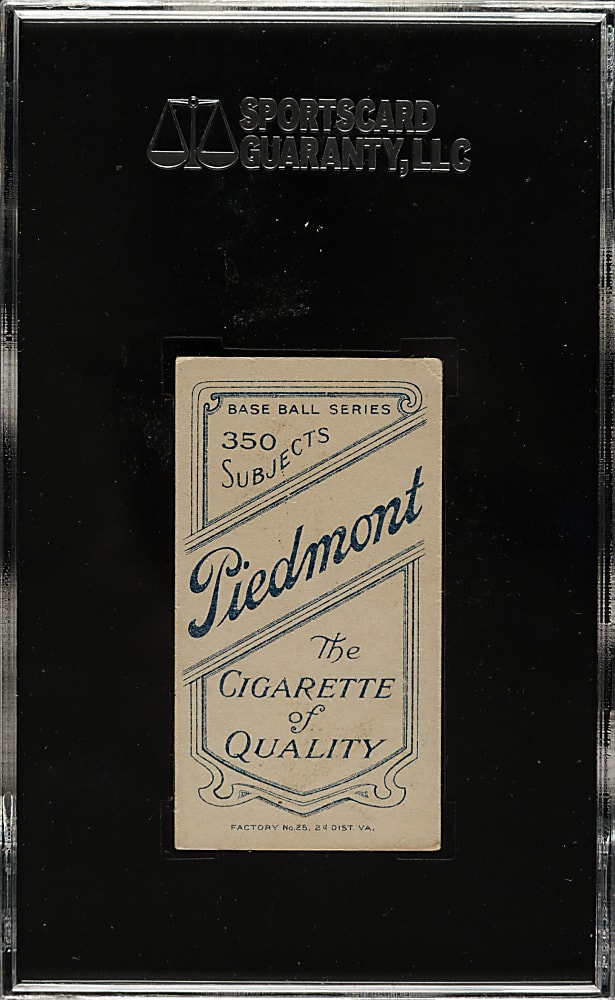 SPORTSCARD
GUARANTY, LLC
BASE BALL SERIES
350
SUBJECTS
Piedmont
The
CIGARETTE
of
QUALITY
FACTORY No. 25, 2d DIST. VA.